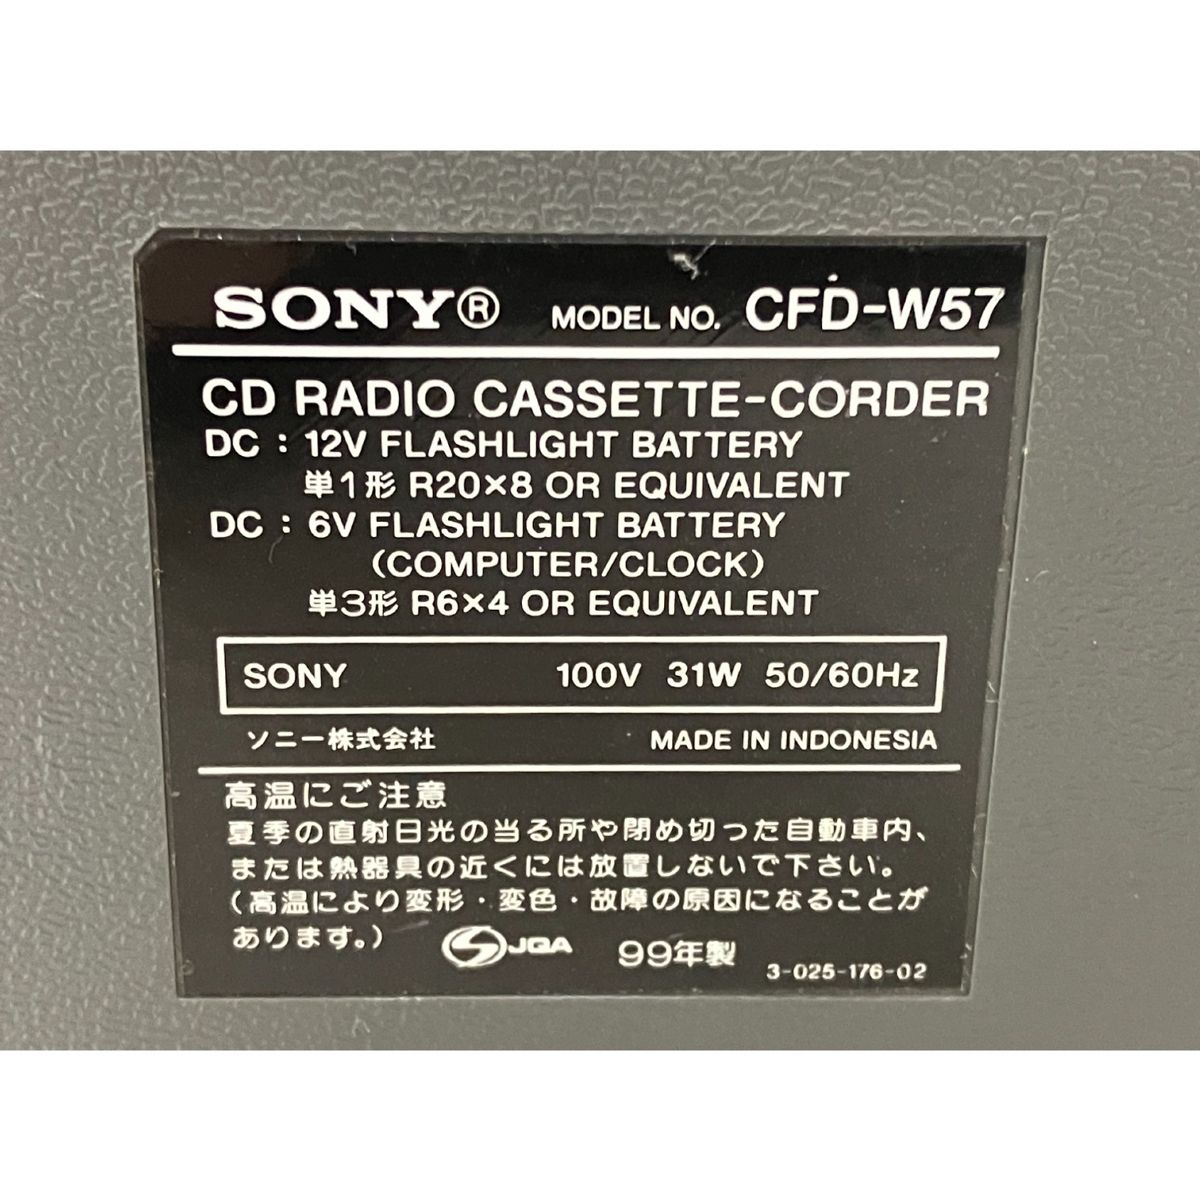 SONY® MODEL NO. CFD-W57
CD RADIO CASSETTE-CORDER
DC : 12V FLASHLIGHT BATTERY
単1形 R20×8 OR EQUIVALENT
DC : 6V FLASHLIGHT BATTERY
(COMPUTER/CLOCK)
単3形 R6×4 OR EQUIVALENT
SONY 100V 31W 50/60Hz
ソニー株式会社 MADE IN INDONESIA
高温にご注意
夏季の直射日光の当る所や閉め切った自動車内、
または熱器具の近くには放置しないで下さい。
(高温により変形・変色・故障の原因になることが
あります。)
JQA 99年製 3-025-176-02